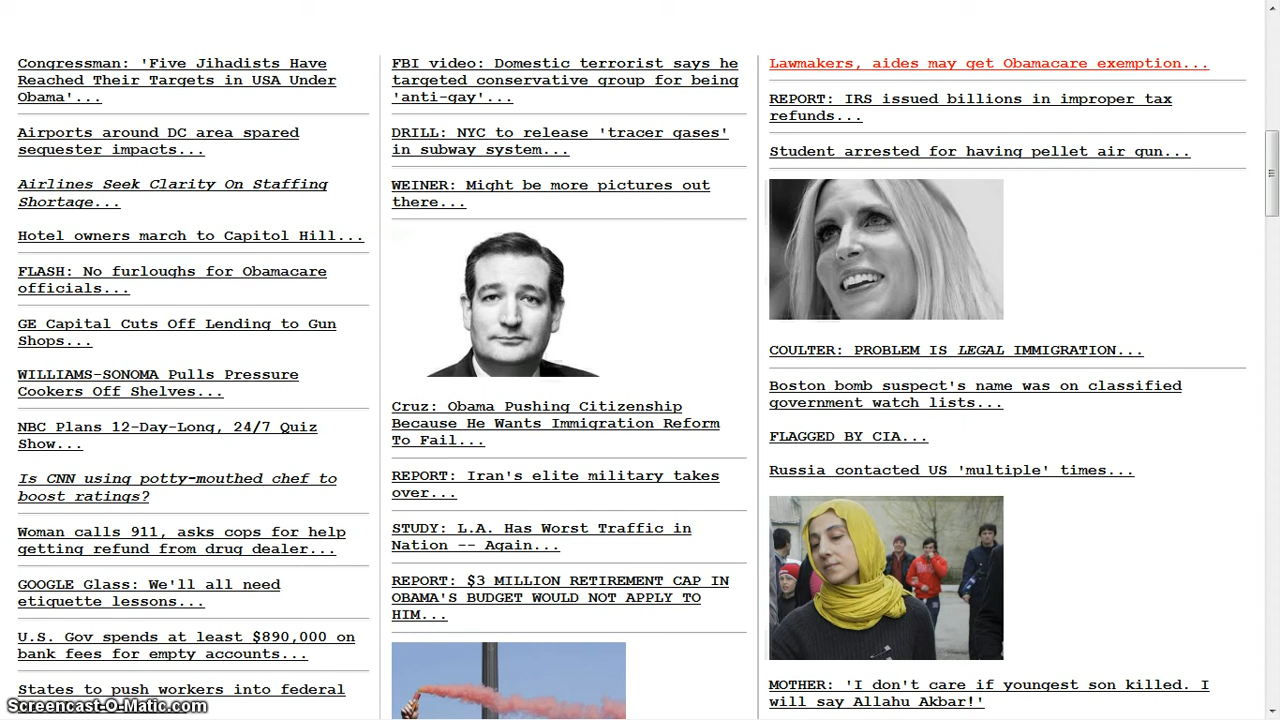 Congressman: 'Five Jihadists Have
Reached Their Targets in USA Under
Obama'...
Airports around DC area spared
sequester impacts...
Airlines Seek Clarity On Staffing
Shortage...
Hotel owners march to Capitol Hill...
FLASH: No furloughs for Obamacare
officials...
GE Capital Cuts Off Lending to Gun
Shops...
WILLIAMS-SONOMA Pulls Pressure
Cookers Off Shelves...
NBC Plans 12-Day-Long, 24/7 Quiz
Show...
Is CNN using potty-mouthed chef to
boost ratings?
Woman calls 911, asks cops for help
getting refund from drug dealer...
GOOGLE Glass: We'll all need
etiquette lessons...
U.S. Gov spends at least $890,000 on
bank fees for empty accounts...
States to push workers into federal
Screencast-O-Matic.com
FBI video: Domestic terrorist says he
targeted conservative group for being
'anti-gay'...
DRILL: NYC to release 'tracer gases'
in subway system...
WEINER: Might be more pictures out
there...
Cruz: Obama Pushing Citizenship
Because He Wants Immigration Reform
To Fail...
REPORT: Iran's elite military takes
over...
STUDY: L.A. Has Worst Traffic in
Nation -- Again...
REPORT: $3 MILLION RETIREMENT CAP IN
OBAMA'S BUDGET WOULD NOT APPLY TO
HIM...
Lawmakers, aides may get Obamacare exemption...
REPORT: IRS issued billions in improper tax
refunds...
Student arrested for having pellet air gun...
COULTER: PROBLEM IS LEGAL IMMIGRATION...
Boston bomb suspect's name was on classified
government watch lists...
FLAGGED BY CIA...
Russia contacted US 'multiple' times...
MOTHER: 'I don't care if youngest son killed. I
will say Allahu Akbar!'